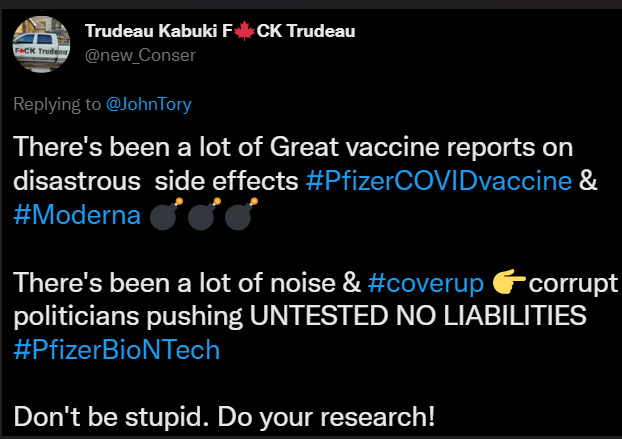 Trudeau Kabuki F🍁CK Trudeau
@new_Conser
F🍁CK Trudeau
Replying to @JohnTory
There's been a lot of Great vaccine reports on
disastrous side effects #PfizerCOVIDvaccine &
#Moderna 💣💣💣
There's been a lot of noise & #coverup 👉corrupt
politicians pushing UNTESTED NO LIABILITIES
#PfizerBioNTech
Don't be stupid. Do your research!